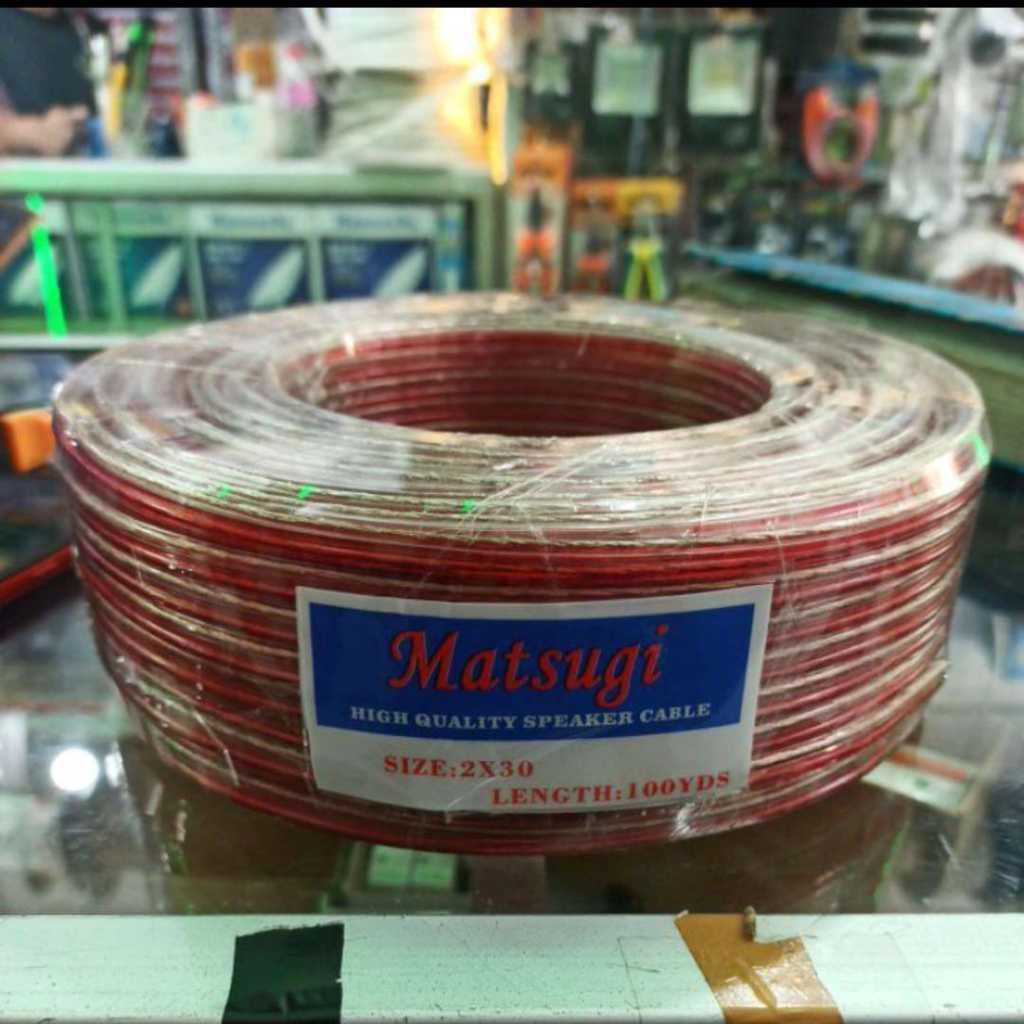 Matsugi
HIGH QUALITY SPEAKER CABLE
SIZE:2X30
LENGTH:100YDS